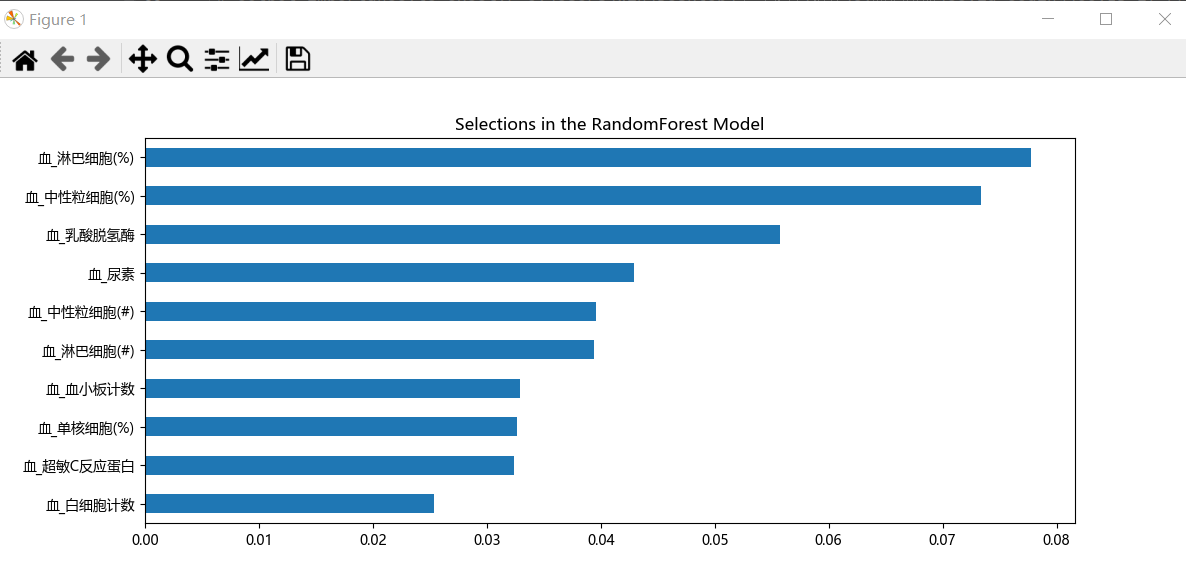 Figure 1
Selections in the RandomForest Model
血_淋巴细胞(%)
血_中性粒细胞(%)
血_乳酸脱氢酶
血_尿素
血_中性粒细胞(#)
血_淋巴细胞(#)
血_血小板计数
血_单核细胞(%)
血_超敏C反应蛋白
血_白细胞计数
0.00 0.01 0.02 0.03 0.04 0.05 0.06 0.07 0.08